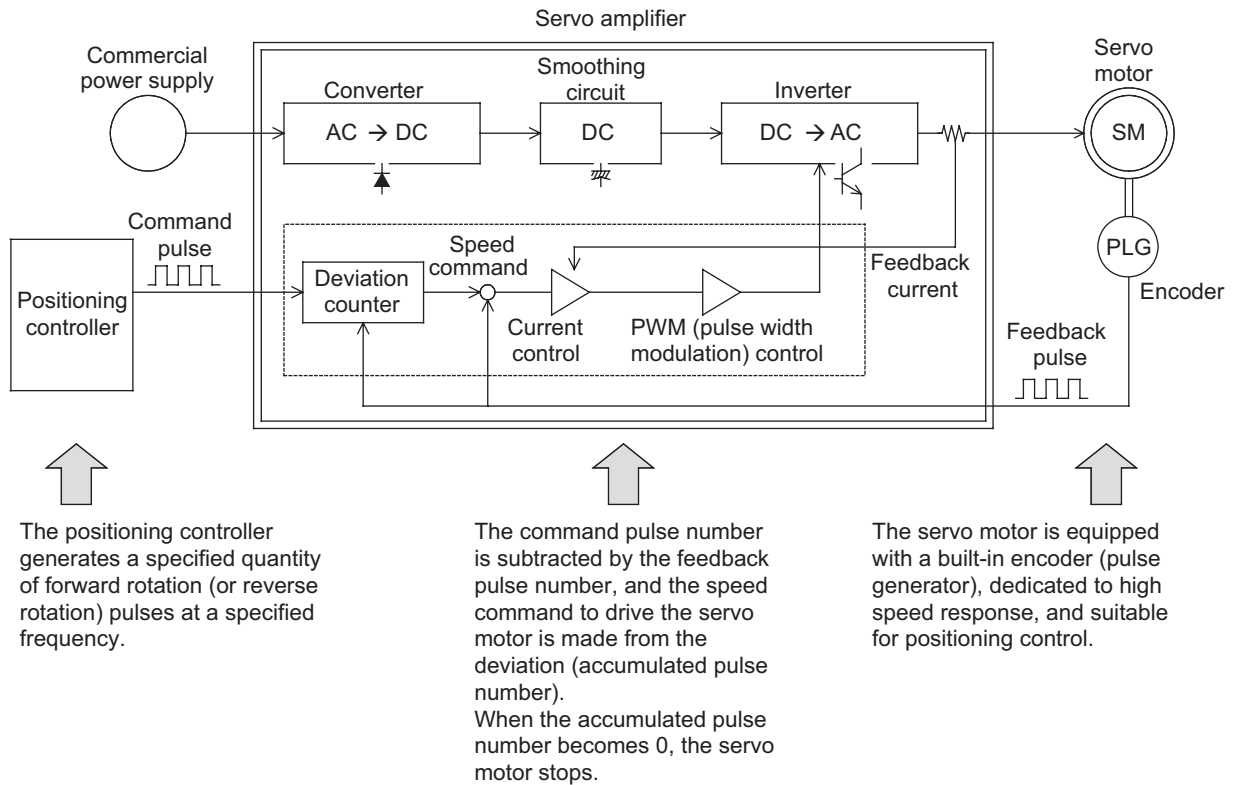 Servo amplifier
Commercial
power supply
Converter
AC → DC
Smoothing
circuit
DC
Inverter
DC → AC
Servo
motor
SM
PLG
Encoder
Command
pulse
Positioning
controller
Deviation
counter
Speed
command
Current
control
PWM (pulse width
modulation) control
Feedback
current
Feedback
pulse
The positioning controller
generates a specified quantity
of forward rotation (or reverse
rotation) pulses at a specified
frequency.
The command pulse number
is subtracted by the feedback
pulse number, and the speed
command to drive the servo
motor is made from the
deviation (accumulated pulse
number).
When the accumulated pulse
number becomes 0, the servo
motor stops.
The servo motor is equipped
with a built-in encoder (pulse
generator), dedicated to high
speed response, and suitable
for positioning control.